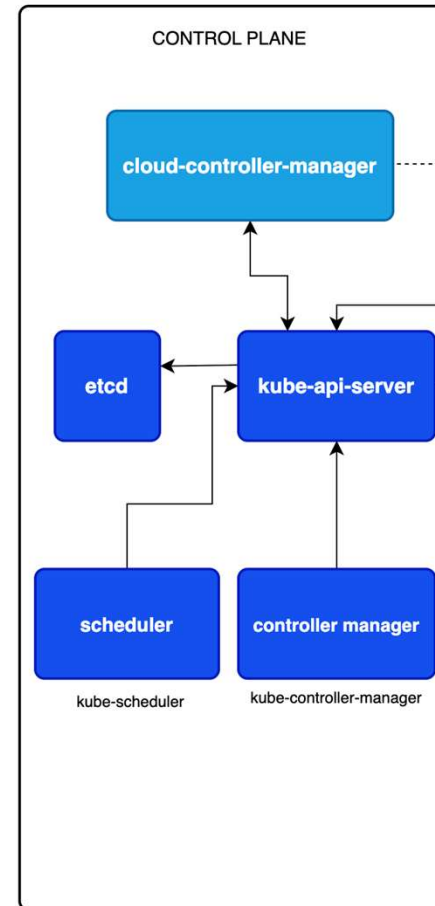 CONTROL PLANE
cloud-controller-manager
etcd
kube-api-server
scheduler
controller manager
kube-scheduler
kube-controller-manager